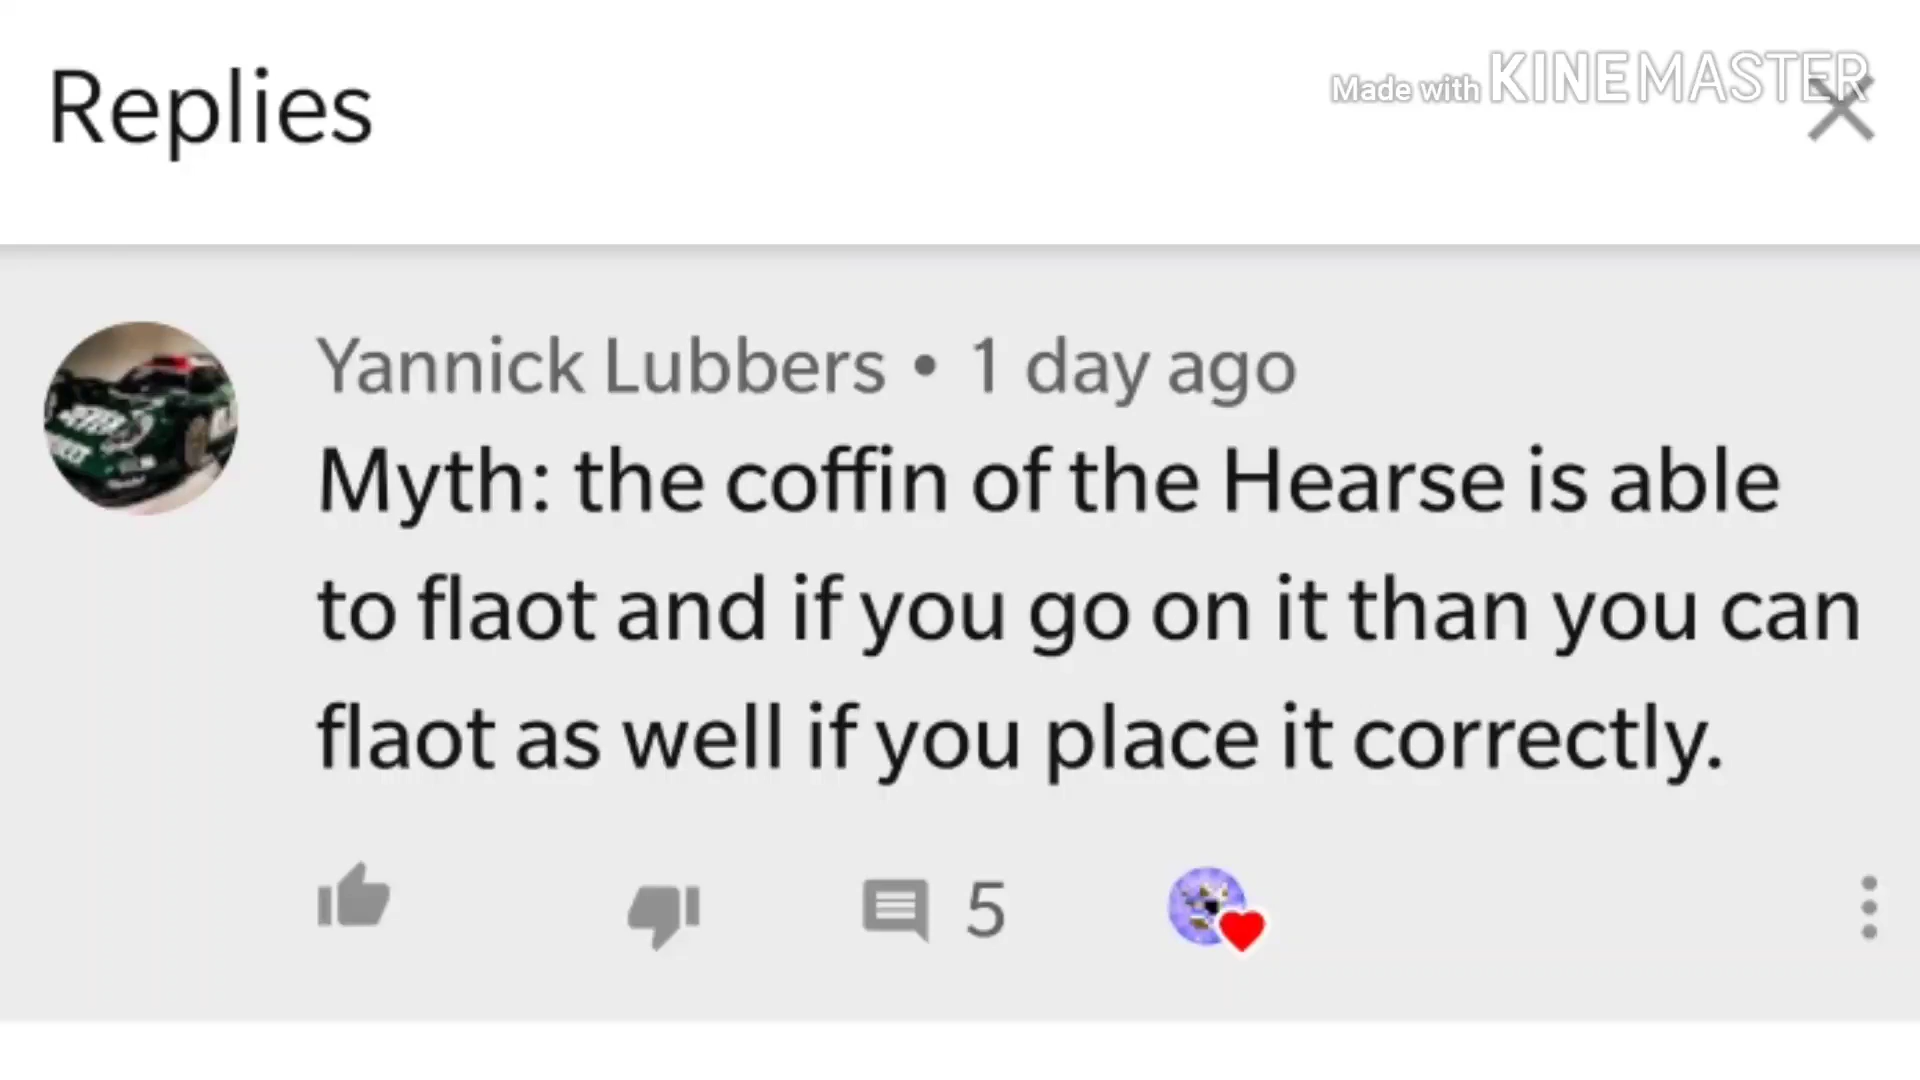 Replies
Made with KINEMASTER
Yannick Lubbers • 1 day ago
Myth: the coffin of the Hearse is able
to flaot and if you go on it than you can
flaot as well if you place it correctly.
5